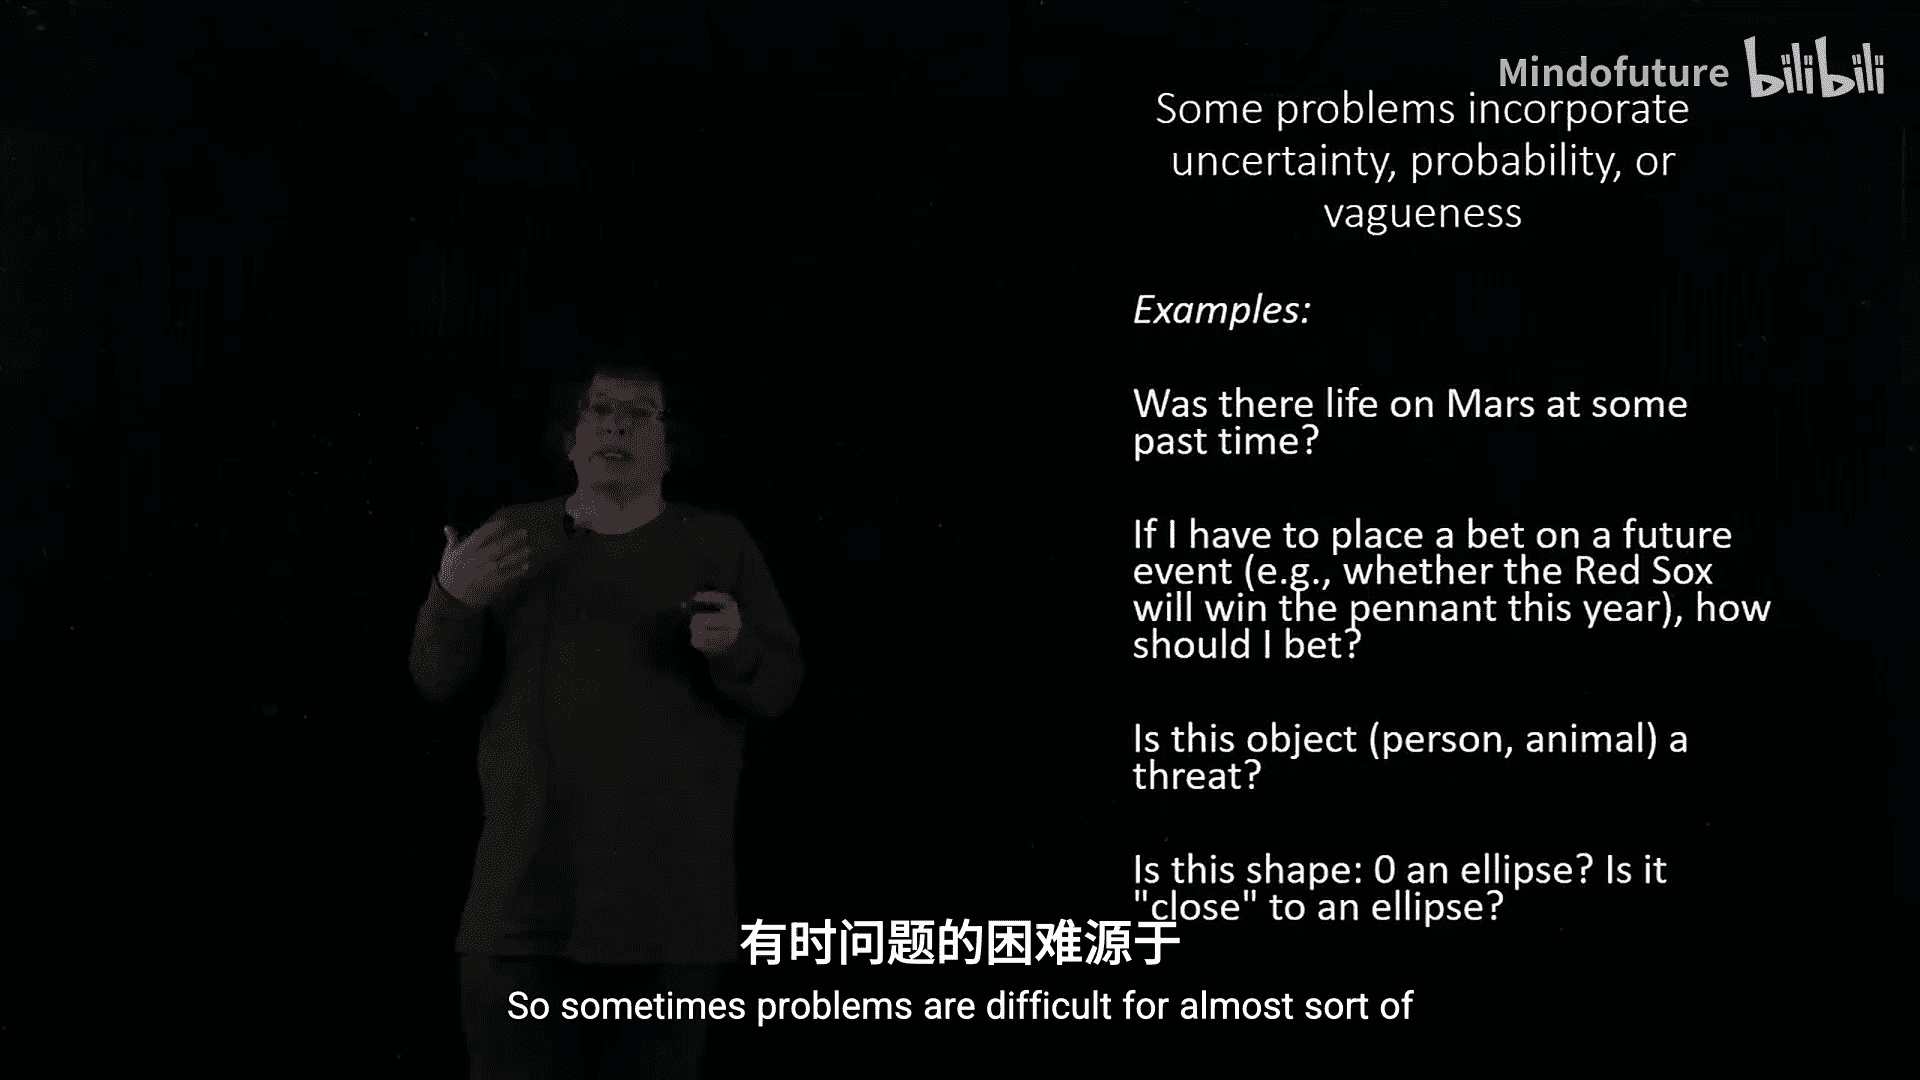 Mindofuture bilibili
Some problems incorporate
uncertainty, probability, or
vagueness
Examples:
Was there life on Mars at some
past time?
If I have to place a bet on a future
event (e.g., whether the Red Sox
will win the pennant this year), how
should I bet?
Is this object (person, animal) a
threat?
Is this shape: 0 an ellipse? Is it
"close" to an ellipse?
有时问题的困难源于
So sometimes problems are difficult for almost sort of